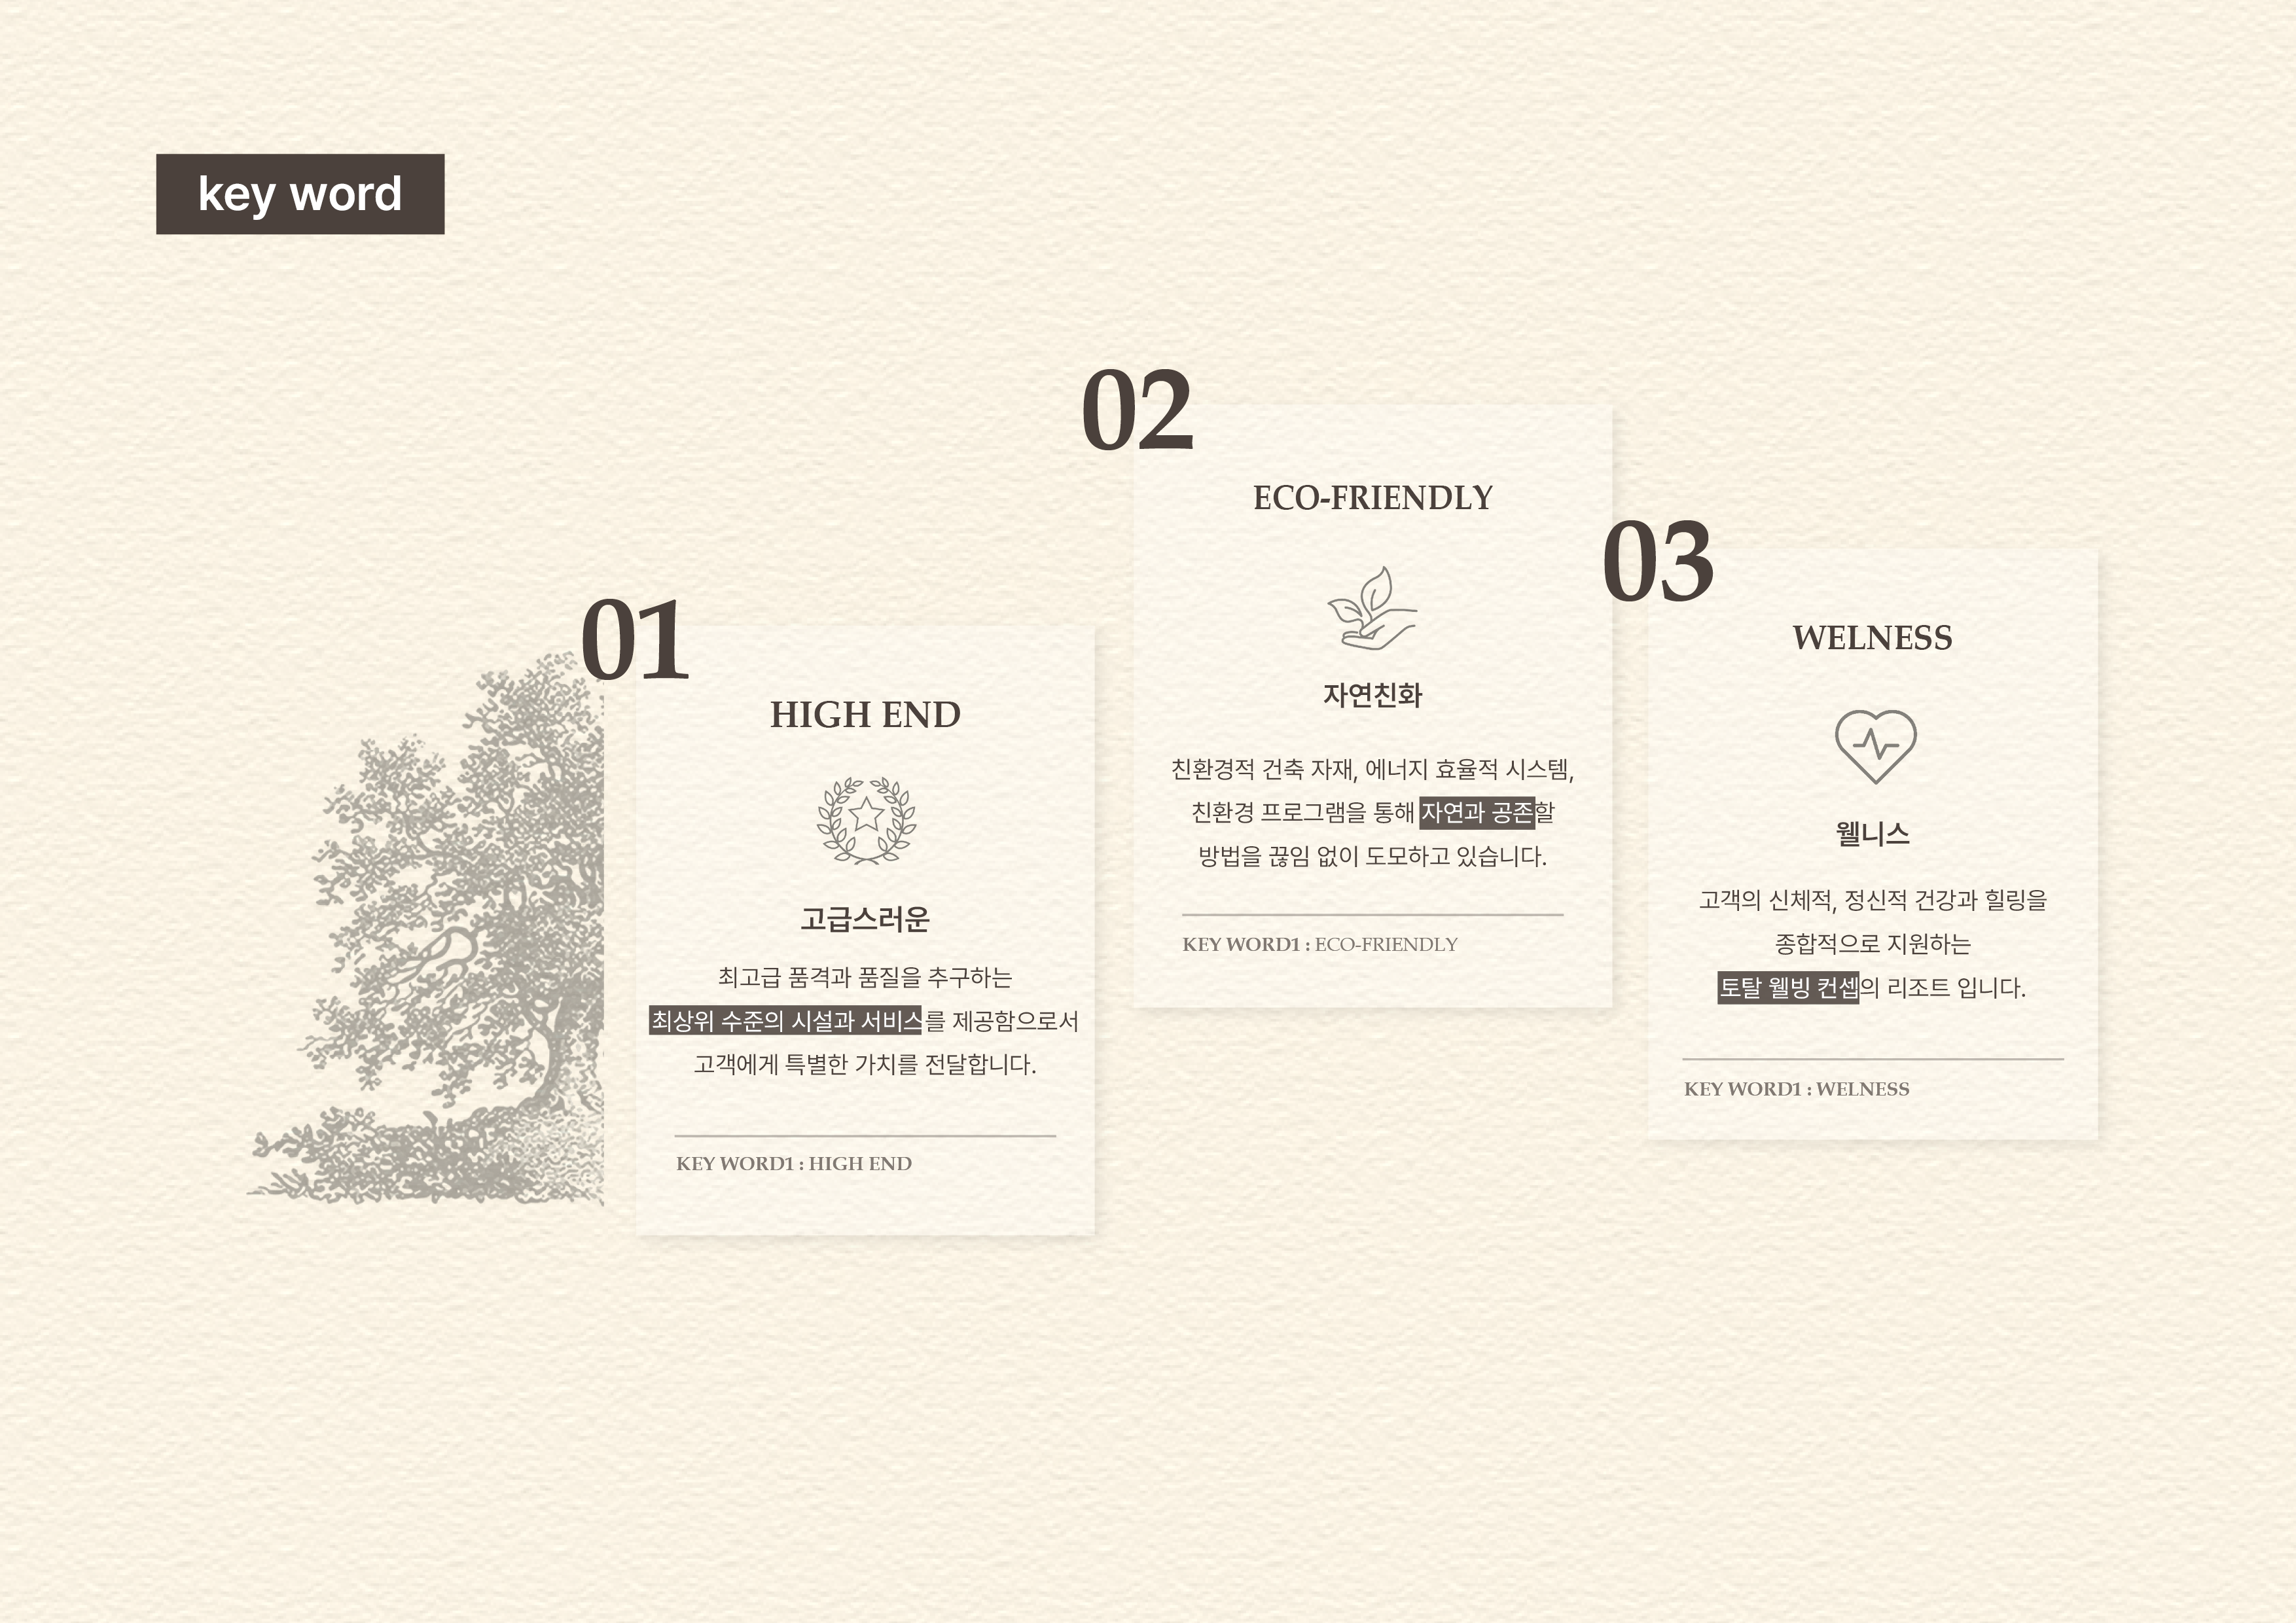 key word
01
HIGH END
고급스러운
최고급 품격과 품질을 추구하는
최상위 수준의 시설과 서비스를 제공함으로서
고객에게 특별한 가치를 전달합니다.
KEY WORD1 : HIGH END
02
ECO-FRIENDLY
자연친화
친환경적 건축 자재, 에너지 효율적 시스템,
친환경 프로그램을 통해 자연과 공존할
방법을 끊임 없이 도모하고 있습니다.
KEY WORD1 : ECO-FRIENDLY
03
WELNESS
웰니스
고객의 신체적, 정신적 건강과 힐링을
종합적으로 지원하는
토탈 웰빙 컨셉의 리조트 입니다.
KEY WORD1 : WELNESS